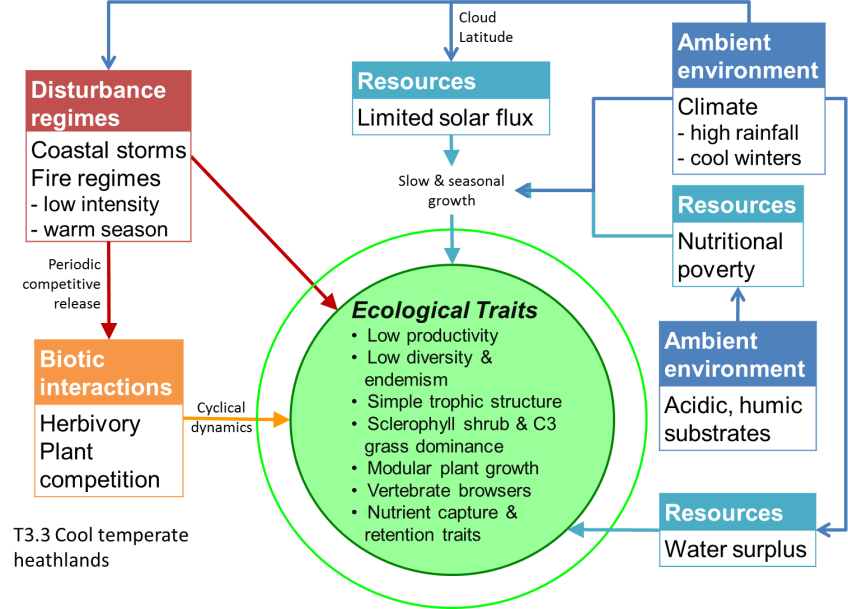 Cloud
Latitude
Disturbance
regimes
Coastal storms
Fire regimes
- low intensity
- warm season
Resources
Limited solar flux
Ambient
environment
Climate
- high rainfall
- cool winters
Slow & seasonal
growth
Resources
Nutritional
poverty
Periodic
competitive
release
Ambient
environment
Acidic, humic
substrates
Biotic
interactions
Herbivory
Plant
competition
Cyclical
dynamics
Ecological Traits
• Low productivity
• Low diversity &
endemism
• Simple trophic structure
• Sclerophyll shrub & C3
grass dominance
• Modular plant growth
• Vertebrate browsers
• Nutrient capture &
retention traits
Resources
Water surplus
T3.3 Cool temperate
heathlands